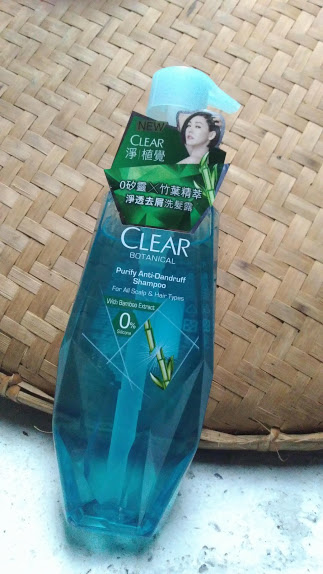 NEW
CLEAR
淨植覺
0矽靈×竹葉精萃
淨透去屑洗髮露
CLEAR
BOTANICAL
Purify Anti-Dandruff
Shampoo
For All Scalp & Hair Types
With Bamboo Extract
0%
Silicone